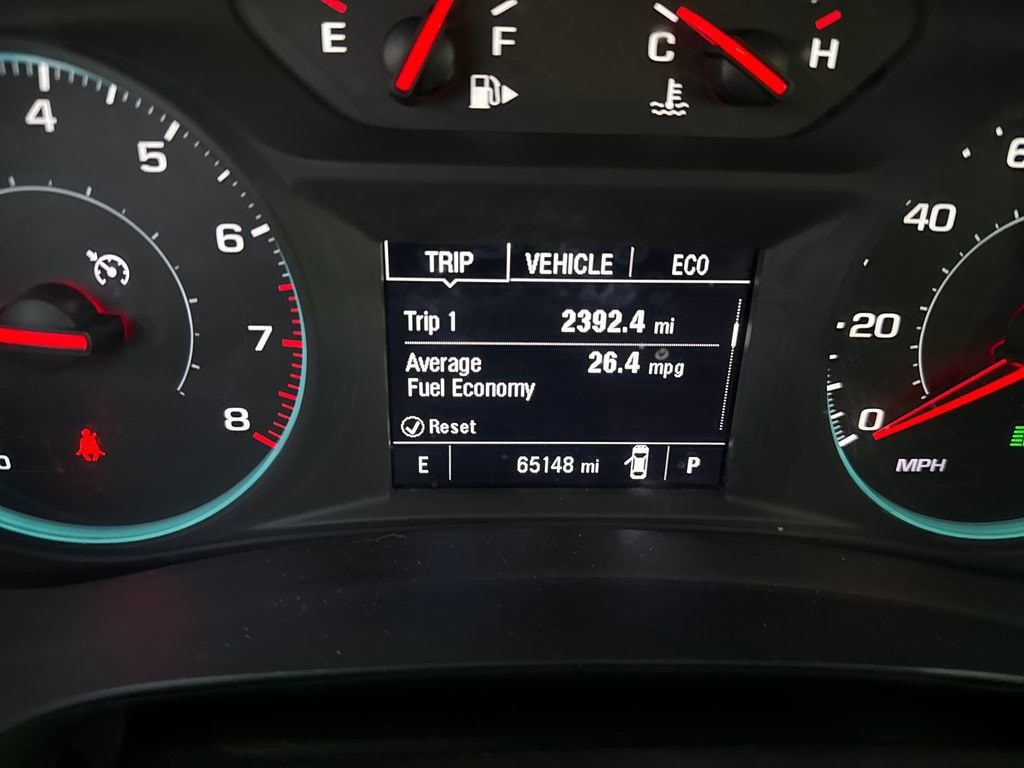 E F C H
4
5
6
7
8
0
TRIP VEHICLE ECO
Trip 1 2392.4 mi
Average 26.4 mpg
Fuel Economy
Reset
E 65148 mi P
40
20
0
MPH